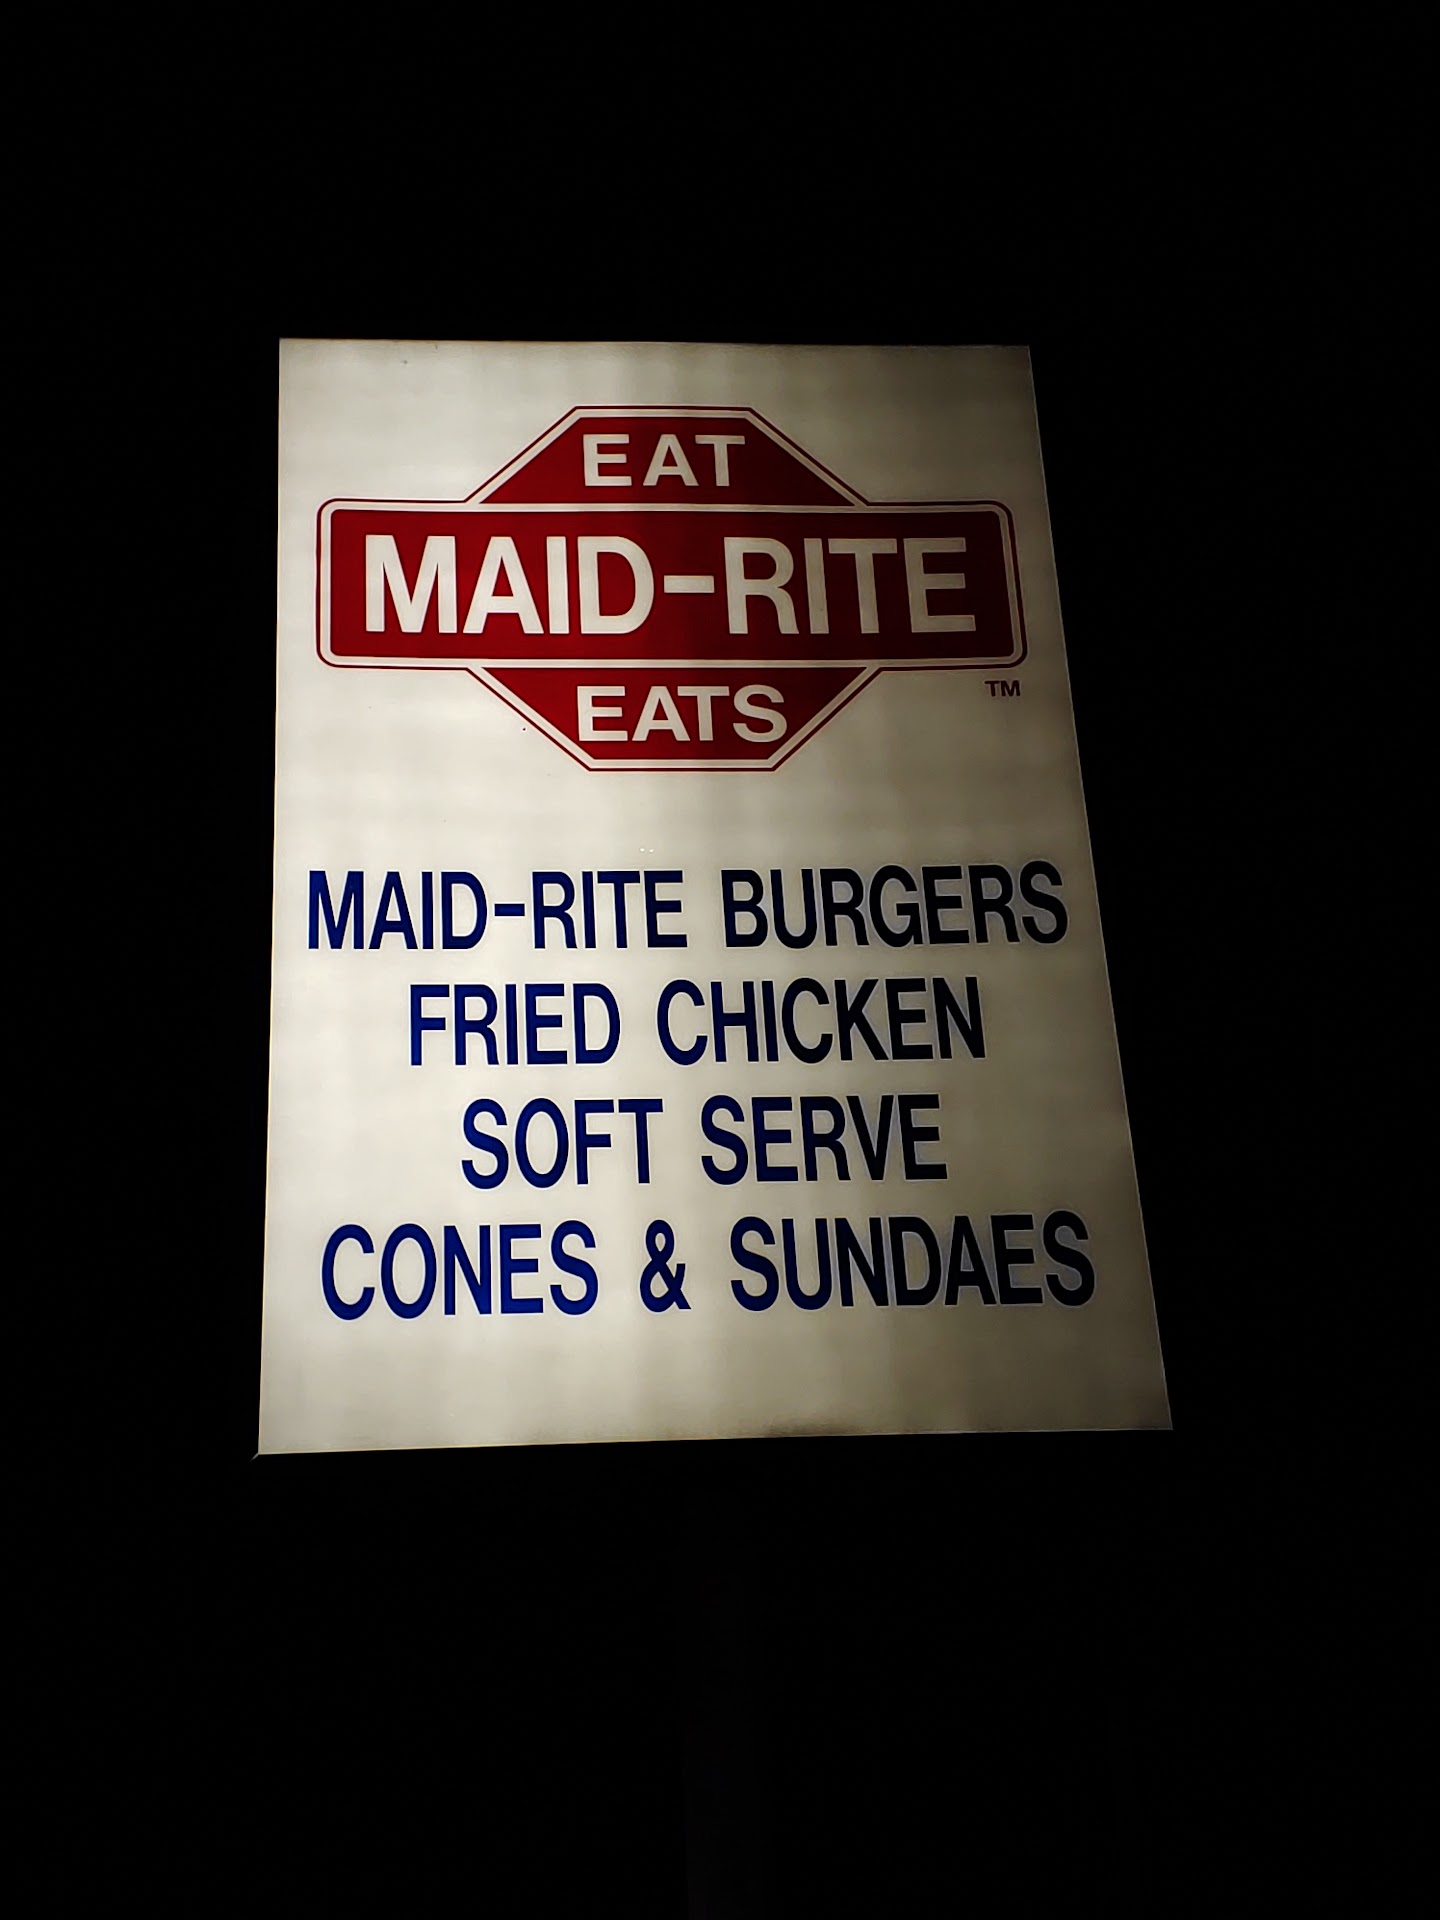 EAT
MAID-RITE
EATS
TM
MAID-RITE BURGERS
FRIED CHICKEN
SOFT SERVE
CONES & SUNDAES